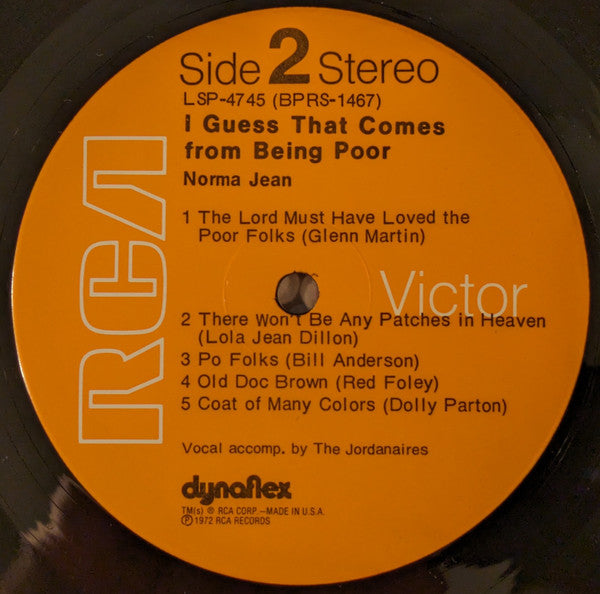 Side 2 Stereo
LSP-4745 (BPRS-1467)
I Guess That Comes
from Being Poor
Norma Jean
1 The Lord Must Have Loved the
Poor Folks (Glenn Martin)
RCA
Victor
2 There Won't Be Any Patches in Heaven
(Lola Jean Dillon)
3 Po Folks (Bill Anderson)
4 Old Doc Brown (Red Foley)
5 Coat of Many Colors (Dolly Parton)
Vocal accomp. by The Jordanaires
dynaflex
TM(s) ® RCA CORP.—MADE IN U.S.A.
℗ 1972 RCA RECORDS